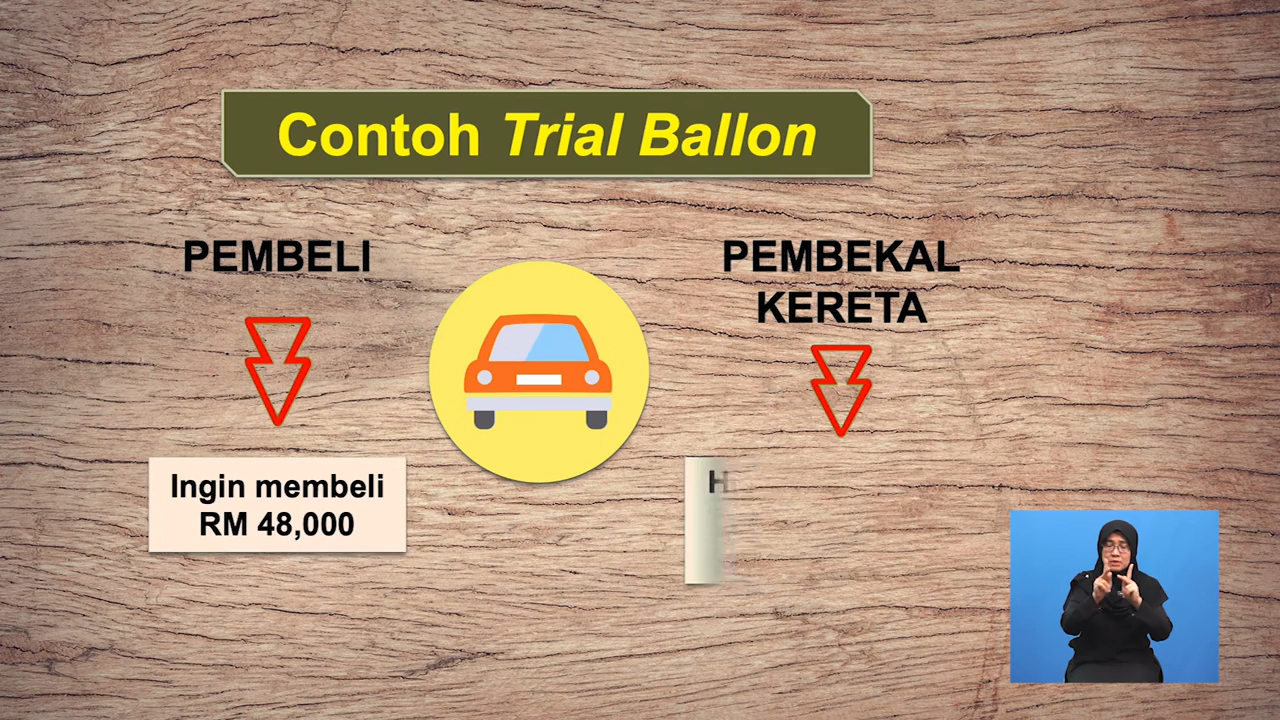 Contoh Trial Ballon
PEMBELI
PEMBEKAL
KERETA
Ingin membeli
RM 48,000